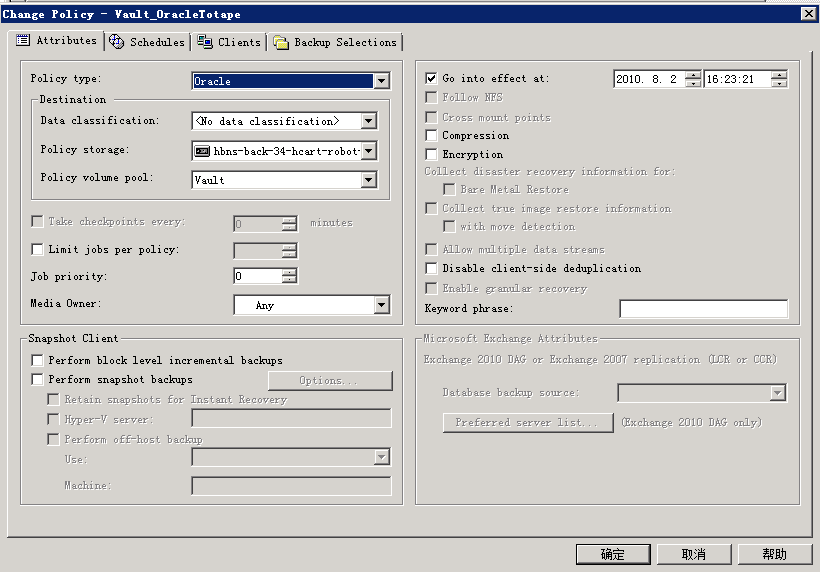 Change Policy - Vault_OracleTotape
Attributes Schedules Clients Backup Selections
Policy type: Oracle
Destination
Data classification: <No data classification>
Policy storage: hbns-back-34-hcart-robot-
Policy volume pool: Vault
Take checkpoints every: 0 minutes
Limit jobs per policy:
Job priority: 0
Media Owner: Any
Go into effect at: 2010. 8. 2 16:23:21
Follow NFS
Cross mount points
Compression
Encryption
Collect disaster recovery information for:
Bare Metal Restore
Collect true image restore information
with move detection
Allow multiple data streams
Disable client-side deduplication
Enable granular recovery
Keyword phrase:
Snapshot Client
Perform block level incremental backups
Perform snapshot backups Options...
Retain snapshots for Instant Recovery
Hyper-V server:
Perform off-host backup
Use:
Machine:
Microsoft Exchange Attributes
Exchange 2010 DAG or Exchange 2007 replication (LCR or CCR)
Database backup source:
Preferred server list... (Exchange 2010 DAG only)
确定 取消 帮助